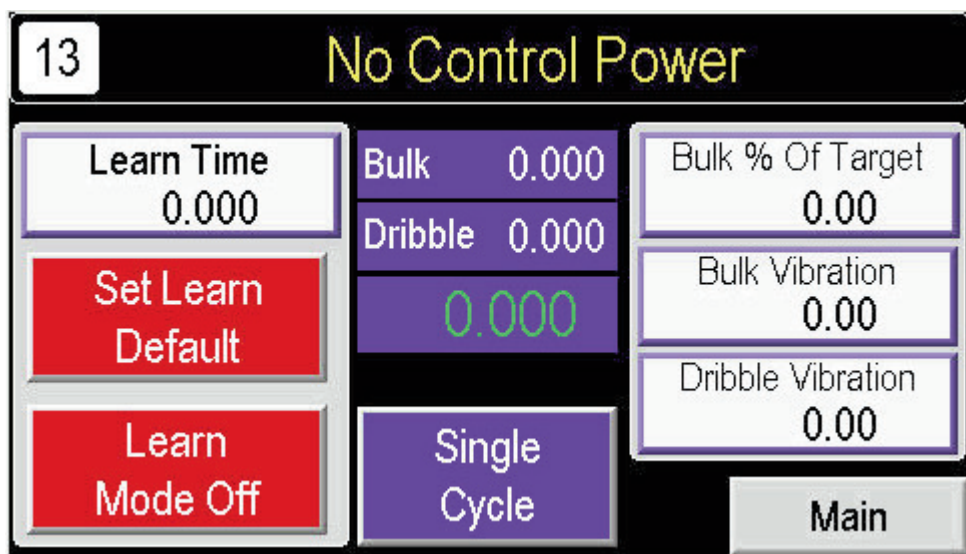 13
No Control Power
Learn Time
0.000
Set Learn
Default
Learn
Mode Off
Bulk 0.000
Dribble 0.000
0.000
Single
Cycle
Bulk % Of Target
0.00
Bulk Vibration
0.00
Dribble Vibration
0.00
Main